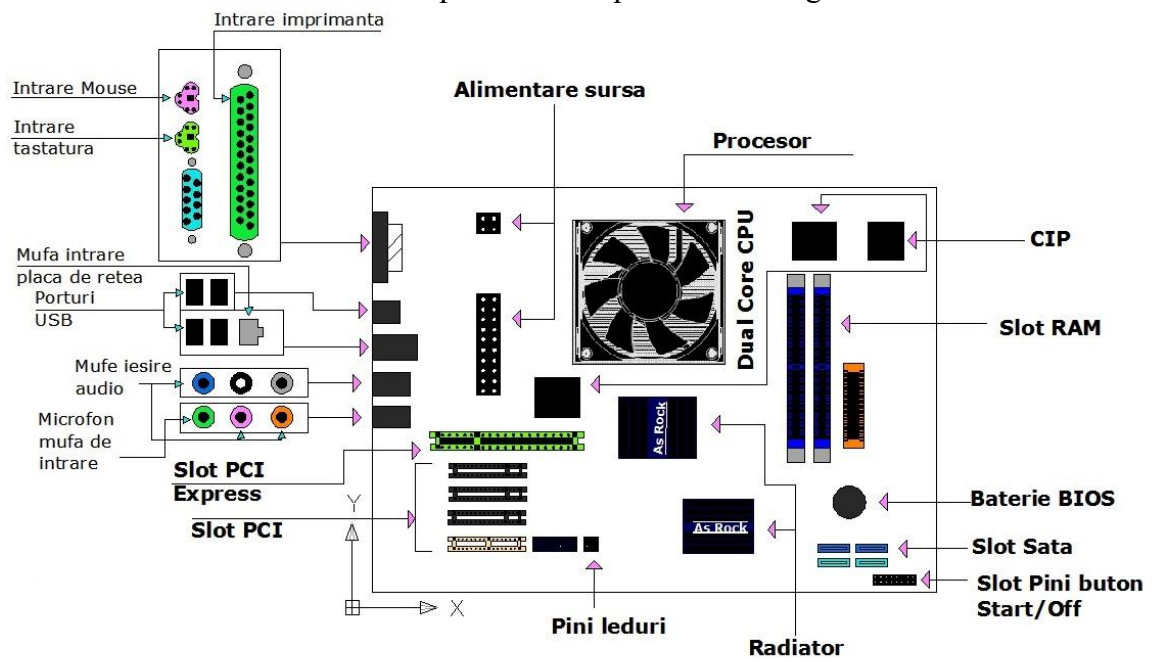 Intrare imprimanta
Intrare Mouse
Intrare
tastatura
Alimentare sursa
Procesor
Dual Core CPU
CIP
Mufa intrare
placa de retea
Porturi
USB
Slot RAM
Mufe iesire
audio
Microfon
mufa de
intrare
As Rock
Slot PCI
Express
Y
Slot PCI
Baterie BIOS
As Rock
Slot Sata
Slot Pini buton
Start/Off
X
Pini leduri
Radiator